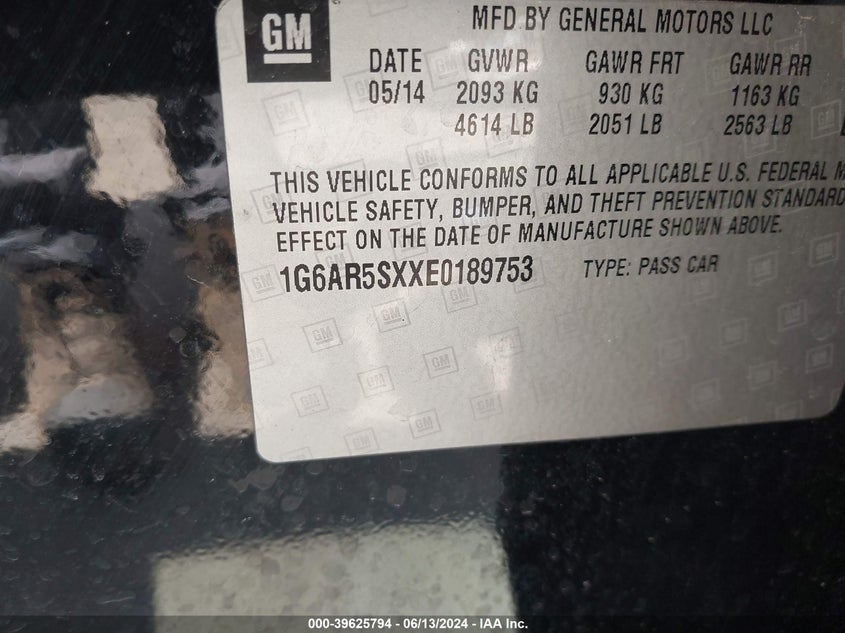 GM
MFD BY GENERAL MOTORS LLC
DATE GVWR GAWR FRT GAWR RR
05/14 2093 KG 930 KG 1163 KG
4614 LB 2051 LB 2563 LB
THIS VEHICLE CONFORMS TO ALL APPLICABLE U.S. FEDERAL M
VEHICLE SAFETY, BUMPER, AND THEFT PREVENTION STANDARD
EFFECT ON THE DATE OF MANUFACTURE SHOWN ABOVE.
1G6AR5SXXE0189753 TYPE: PASS CAR
000-39625794 - 06/13/2024 - IAA Inc.